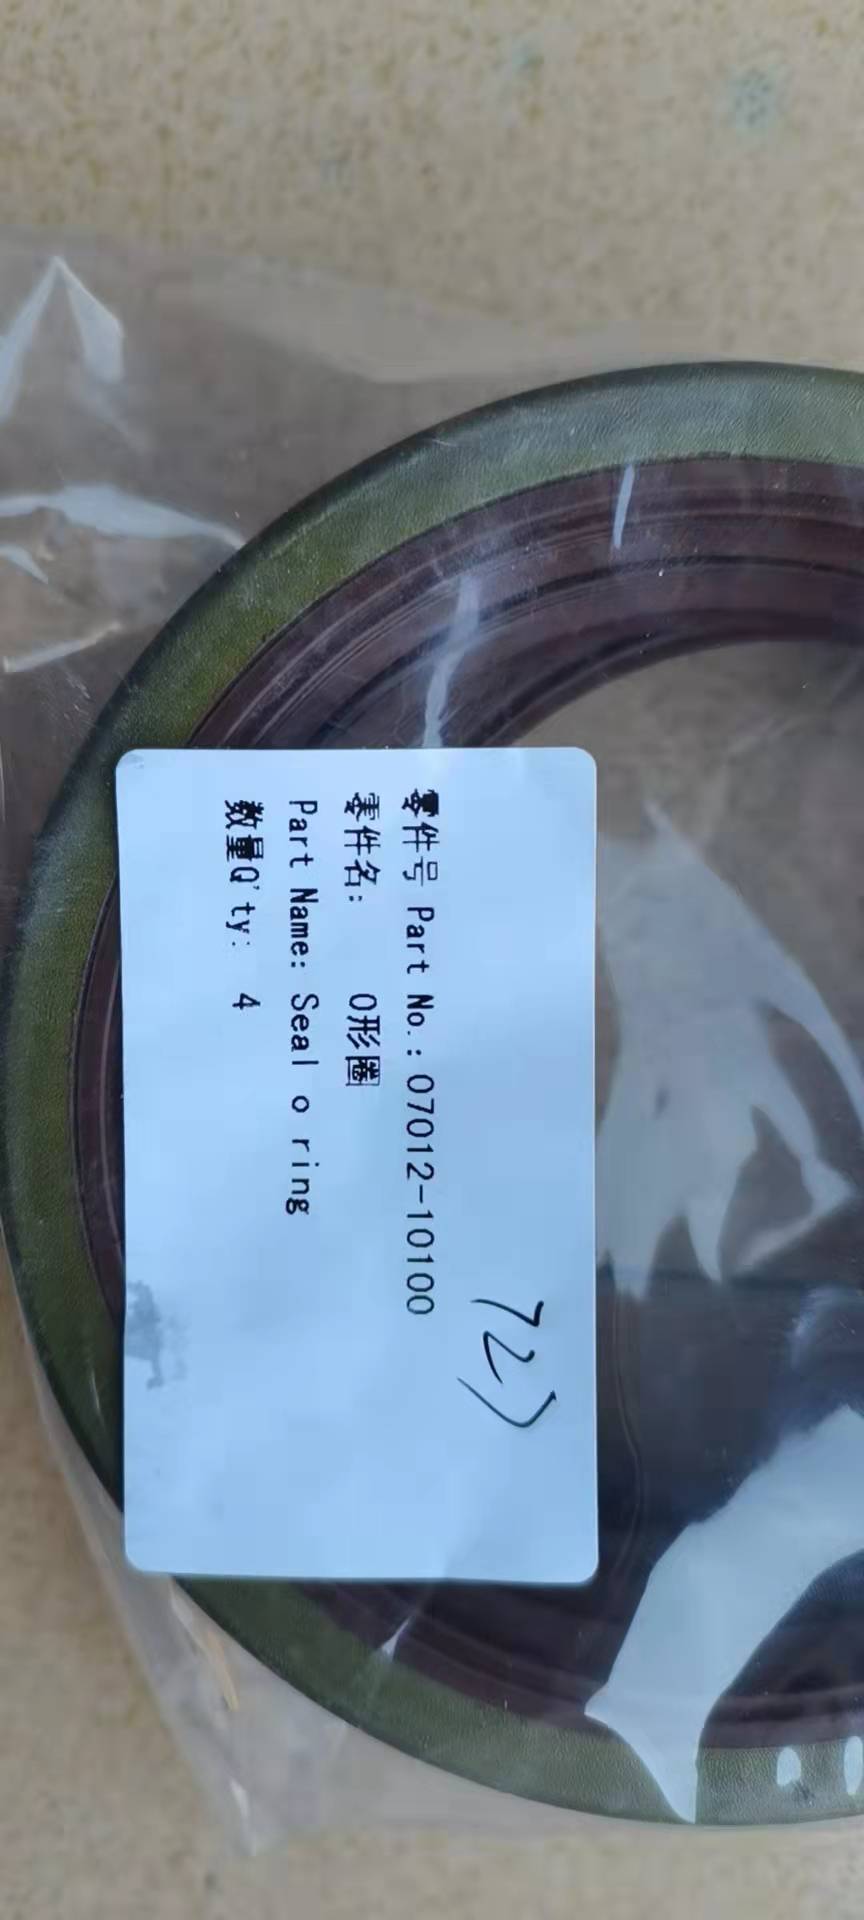 727
零件号 Part No.: 07012-10100
零件名: O形圈
Part Name: Seal o ring
数量Q'ty: 4